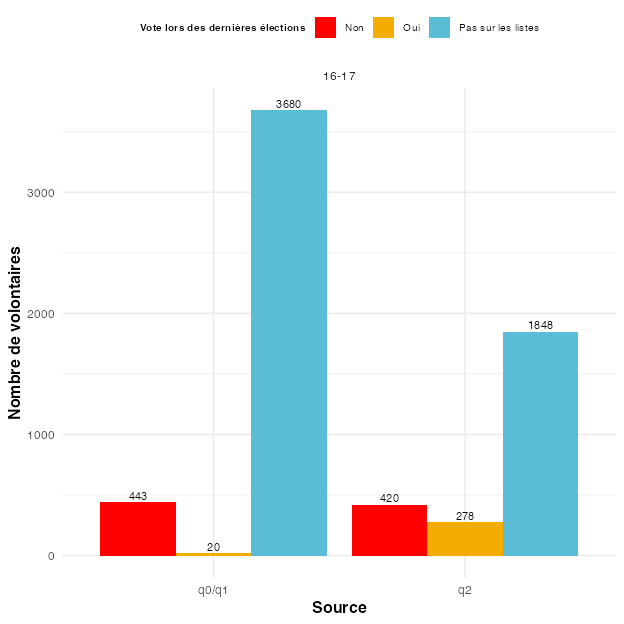 Vote lors des dernières élections Non Oui Pas sur les listes
16-17
3680
1848
443
420
278
20
3000
2000
1000
0
Nombre de volontaires
q0/q1 q2
Source